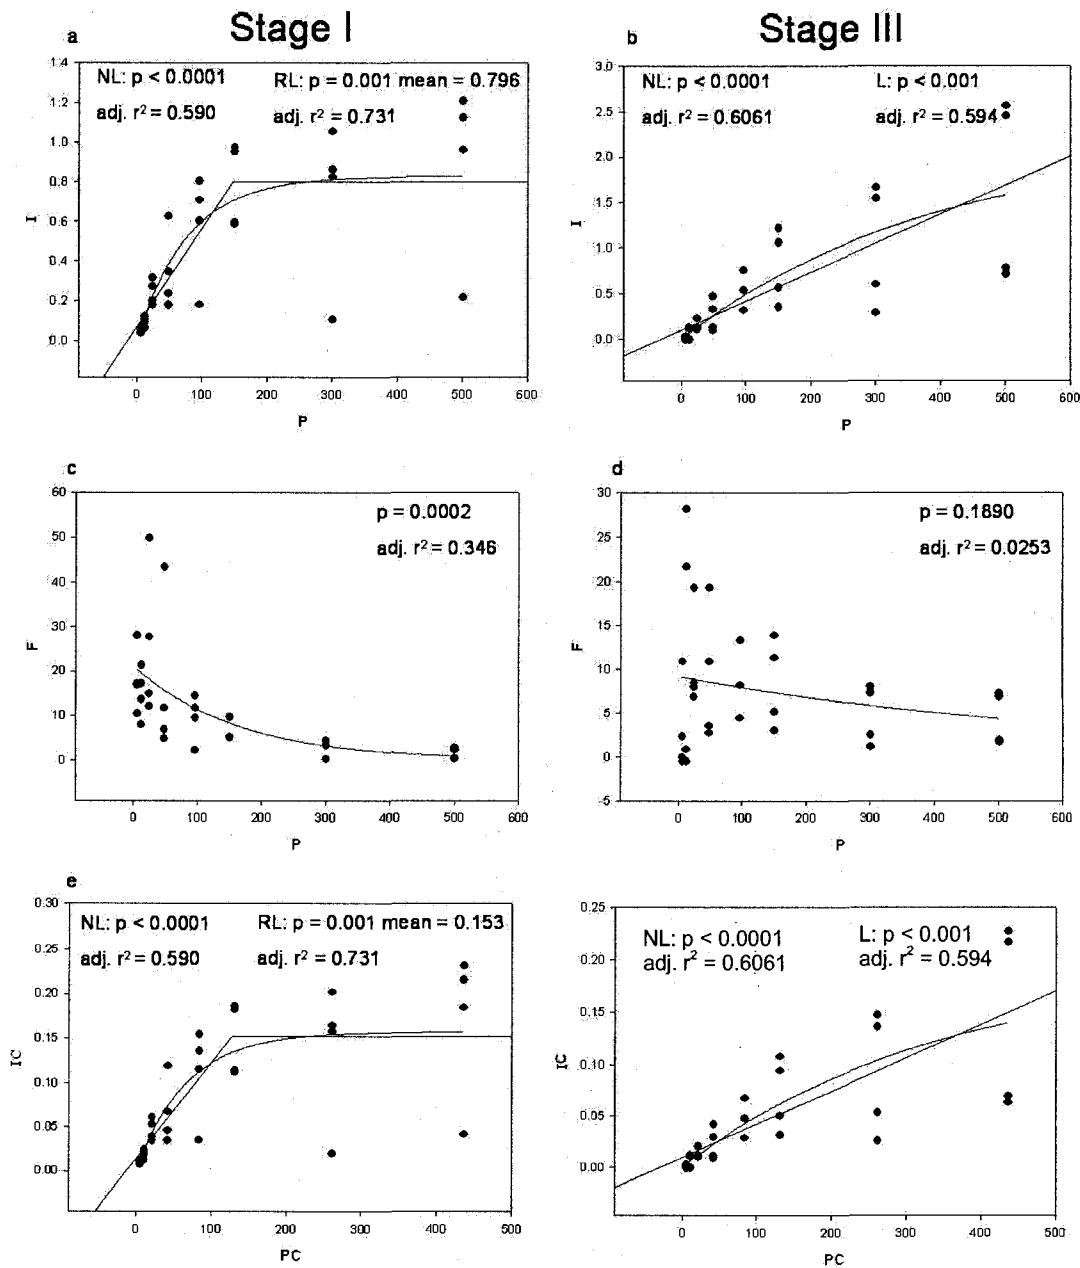 Stage I
Stage III
a
NL: p < 0.0001
RL: p = 0.001 mean = 0.796
adj. r² = 0.590
adj. r² = 0.731
1.4
1.2
1.0
0.8
0.6
0.4
0.2
0.0
I
0
100
200
300
400
500
600
P
b
NL: p < 0.0001
L: p < 0.001
adj. r² = 0.6061
adj. r² = 0.594
3.0
2.5
2.0
1.5
1.0
0.5
0.0
I
0
100
200
300
400
500
600
P
c
p = 0.0002
adj. r² = 0.346
60
50
40
30
20
10
0
F
0
100
200
300
400
500
600
P
d
p = 0.1890
adj. r² = 0.0253
30
25
20
15
10
5
0
-5
F
0
100
200
300
400
500
600
P
e
NL: p < 0.0001
RL: p = 0.001 mean = 0.153
adj. r² = 0.590
adj. r² = 0.731
0.30
0.25
0.20
0.15
0.10
0.05
0.00
IC
0
100
200
300
400
500
PC
NL: p < 0.0001
L: p < 0.001
adj. r² = 0.6061
adj. r² = 0.594
0.25
0.20
0.15
0.10
0.05
0.00
IC
0
100
200
300
400
500
PC